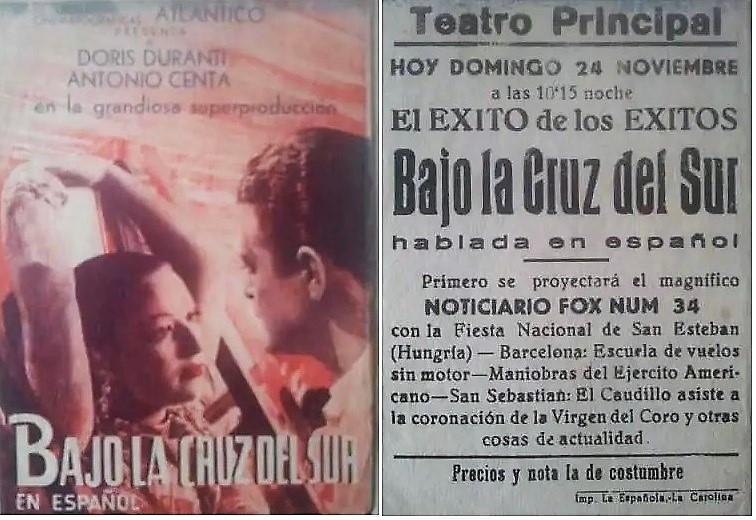 CINEMATOGRAFICAS ATLANTICO
PRESENTA
a
DORIS DURANTI
ANTONIO CENTA
en la grandiosa superproducción
BAJO LA CRUZ DEL SUR
EN ESPAÑOL
Teatro Principal
HOY DOMINGO 24 NOVIEMBRE
a las 10'15 noche
El EXITO de los EXITOS
Bajo la Cruz del Sur
hablada en español
Primero se proyectará el magnífico
NOTICIARIO FOX NUM 34
con la Fiesta Nacional de San Esteban
(Hungría) — Barcelona: Escuela de vuelos
sin motor—Maniobras del Ejercito Ameri-
cano—San Sebastian: El Caudillo asiste a
la coronación de la Virgen del Coro y otras
cosas de actualidad.
Precios y nota la de costumbre
Imp. La Española,-La Carolina